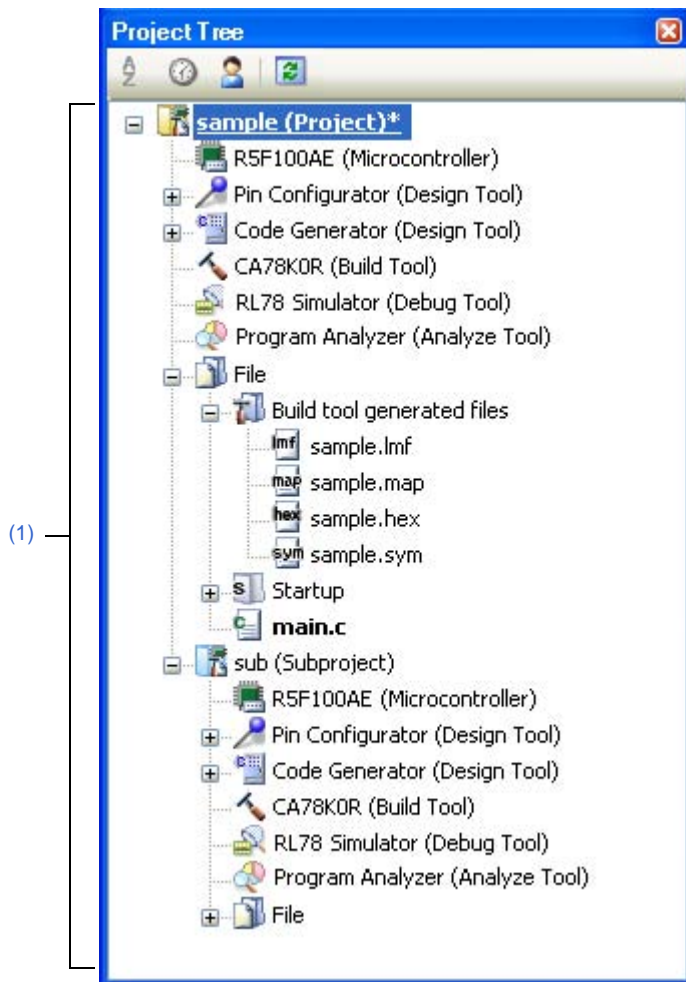 Project Tree
sample (Project)*
R5F100AE (Microcontroller)
Pin Configurator (Design Tool)
Code Generator (Design Tool)
CA78K0R (Build Tool)
RL78 Simulator (Debug Tool)
Program Analyzer (Analyze Tool)
File
Build tool generated files
lmf sample.lmf
map sample.map
hex sample.hex
(1)
sym sample.sym
S Startup
main.c
sub (Subproject)
R5F100AE (Microcontroller)
Pin Configurator (Design Tool)
Code Generator (Design Tool)
CA78K0R (Build Tool)
RL78 Simulator (Debug Tool)
Program Analyzer (Analyze Tool)
File